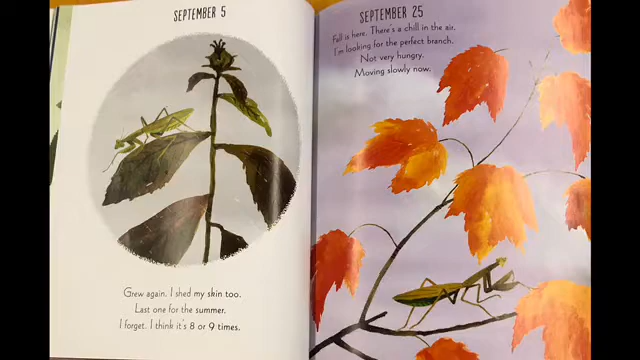 SEPTEMBER 5
Grew again. I shed my skin too.
Last one for the summer.
I forget. I think it's 8 or 9 times.
SEPTEMBER 25
Fall is here. There's a chill in the air.
I'm looking for the perfect branch.
Not very hungry.
Moving slowly now.